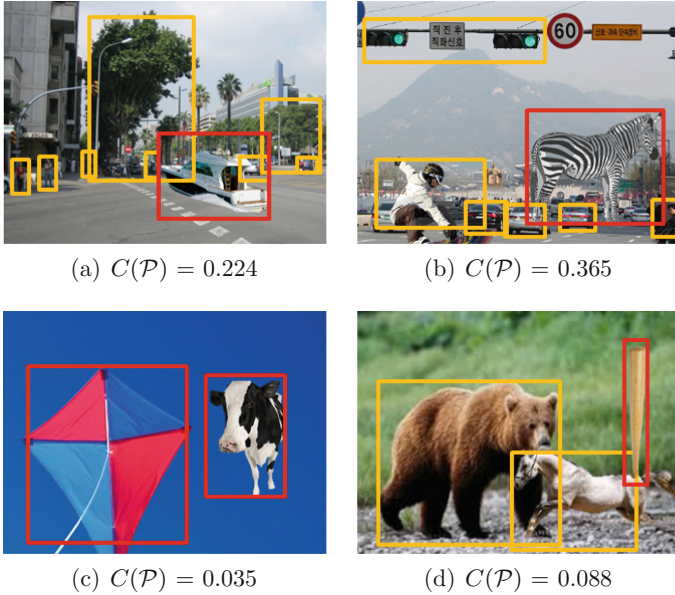 직진 후
직좌신호
60
(a) C(P) = 0.224
(b) C(P) = 0.365
(c) C(P) = 0.035
(d) C(P) = 0.088